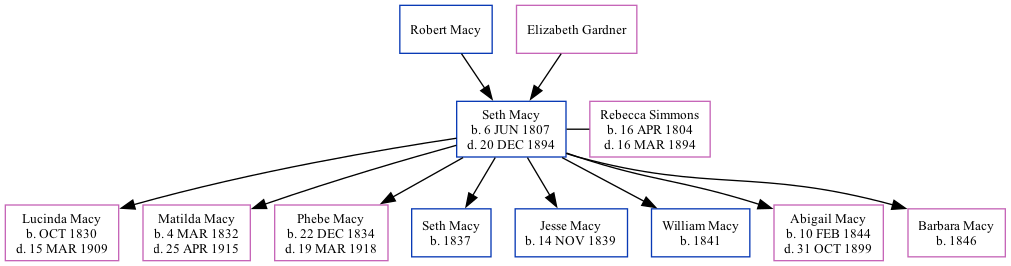 Robert Macy
Elizabeth Gardner
Seth Macy
b. 6 JUN 1807
d. 20 DEC 1894
Rebecca Simmons
b. 16 APR 1804
d. 16 MAR 1894
Lucinda Macy
b. OCT 1830
d. 15 MAR 1909
Matilda Macy
b. 4 MAR 1832
d. 25 APR 1915
Phebe Macy
b. 22 DEC 1834
d. 19 MAR 1918
Seth Macy
b. 1837
Jesse Macy
b. 14 NOV 1839
William Macy
b. 1841
Abigail Macy
b. 10 FEB 1844
d. 31 OCT 1899
Barbara Macy
b. 1846